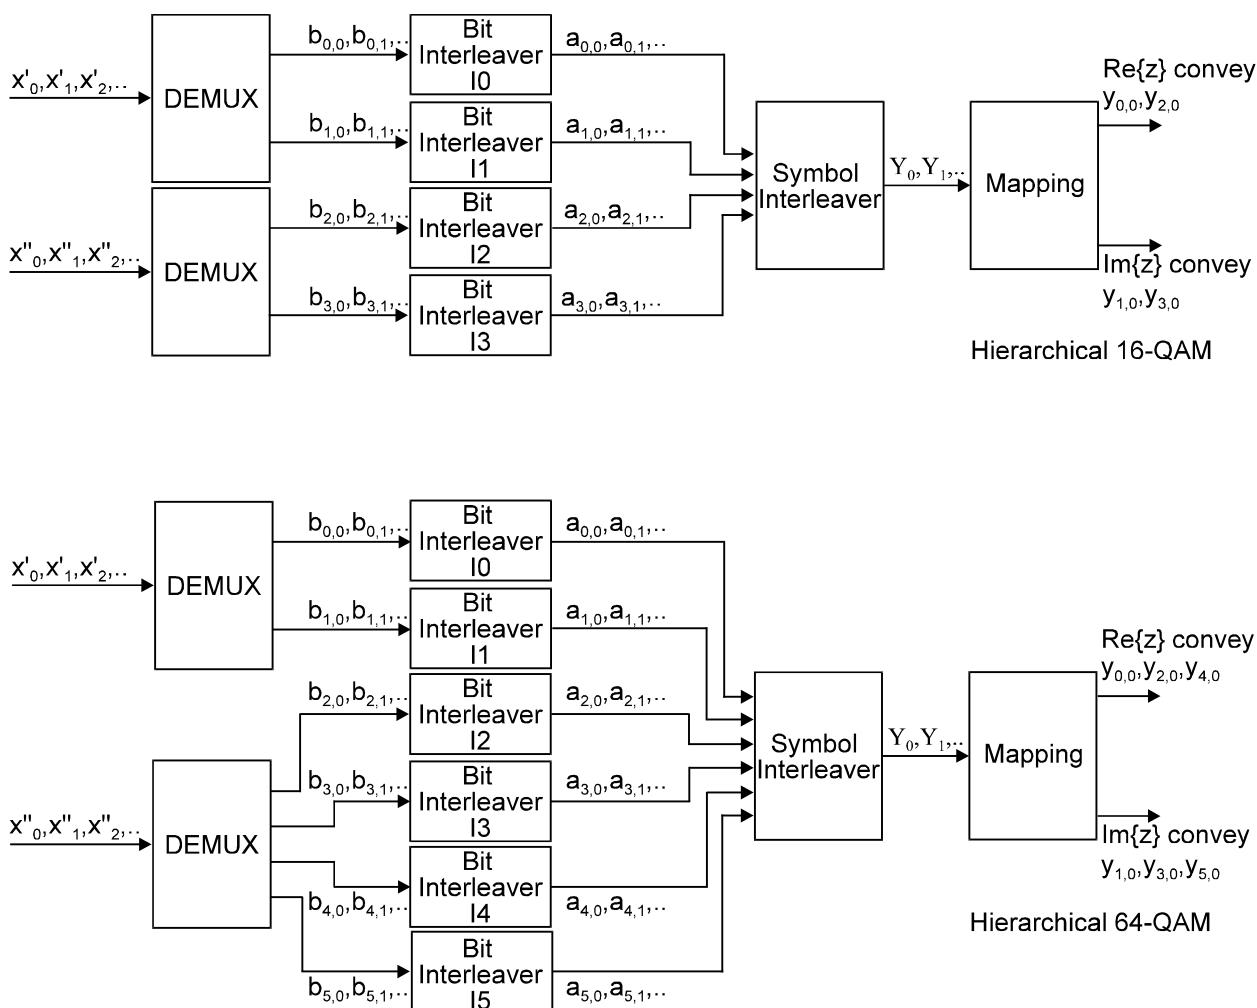 x'0,x'1,x'2,..
DEMUX
b0,0,b0,1,..
Bit
Interleaver
I0
a0,0,a0,1,..
b1,0,b1,1,..
Bit
Interleaver
I1
a1,0,a1,1,..
x"0,x"1,x"2,..
DEMUX
b2,0,b2,1,..
Bit
Interleaver
I2
a2,0,a2,1,..
b3,0,b3,1,..
Bit
Interleaver
I3
a3,0,a3,1,..
Symbol
Interleaver
Y0,Y1,..
Mapping
Re{z} convey
y0,0,y2,0
Im{z} convey
y1,0,y3,0
Hierarchical 16-QAM
x'0,x'1,x'2,..
DEMUX
b0,0,b0,1,..
Bit
Interleaver
I0
a0,0,a0,1,..
b1,0,b1,1,..
Bit
Interleaver
I1
a1,0,a1,1,..
x"0,x"1,x"2,..
DEMUX
b2,0,b2,1,..
Bit
Interleaver
I2
a2,0,a2,1,..
b3,0,b3,1,..
Bit
Interleaver
I3
a3,0,a3,1,..
b4,0,b4,1,..
Bit
Interleaver
I4
a4,0,a4,1,..
b5,0,b5,1,..
Bit
Interleaver
I5
a5,0,a5,1,..
Symbol
Interleaver
Y0,Y1,..
Mapping
Re{z} convey
y0,0,y2,0,y4,0
Im{z} convey
y1,0,y3,0,y5,0
Hierarchical 64-QAM